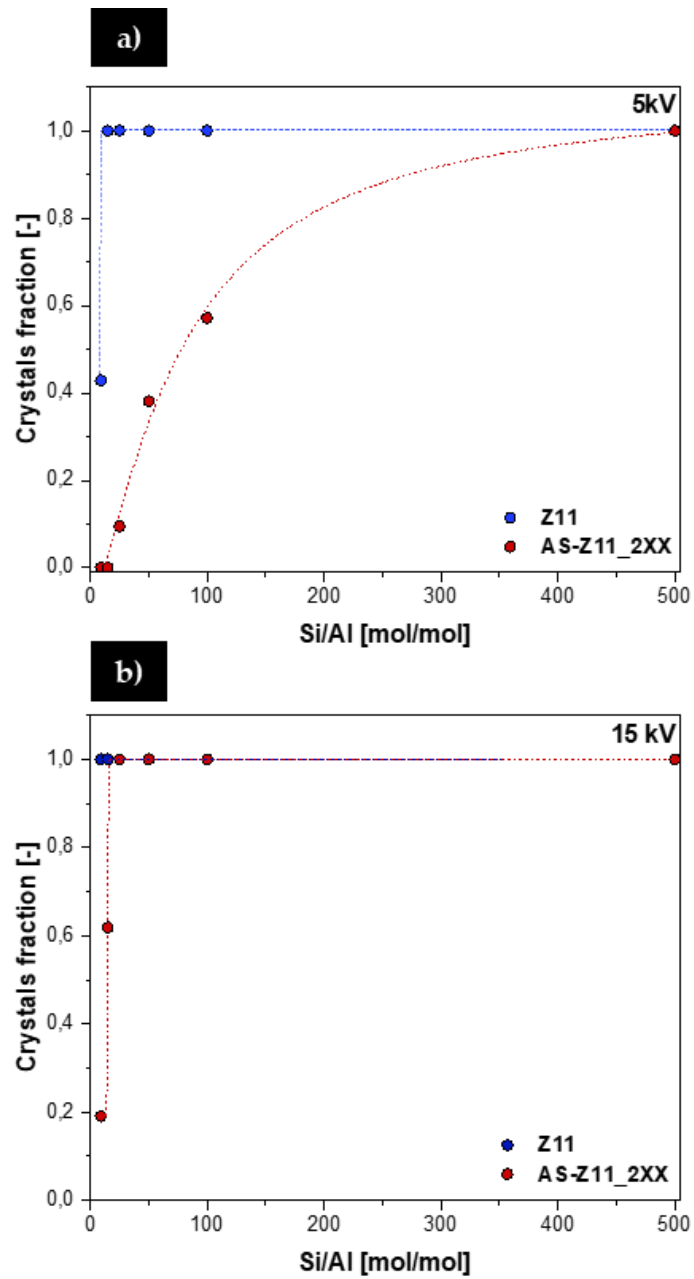 a)
5kV
1,0
0,8
0,6
0,4
0,2
0,0
Crystals fraction [-]
Z11
AS-Z11_2XX
0 100 200 300 400 500
Si/Al [mol/mol]
b)
15 kV
1,0
0,8
0,6
0,4
0,2
0,0
Crystals fraction [-]
Z11
AS-Z11_2XX
0 100 200 300 400 500
Si/Al [mol/mol]